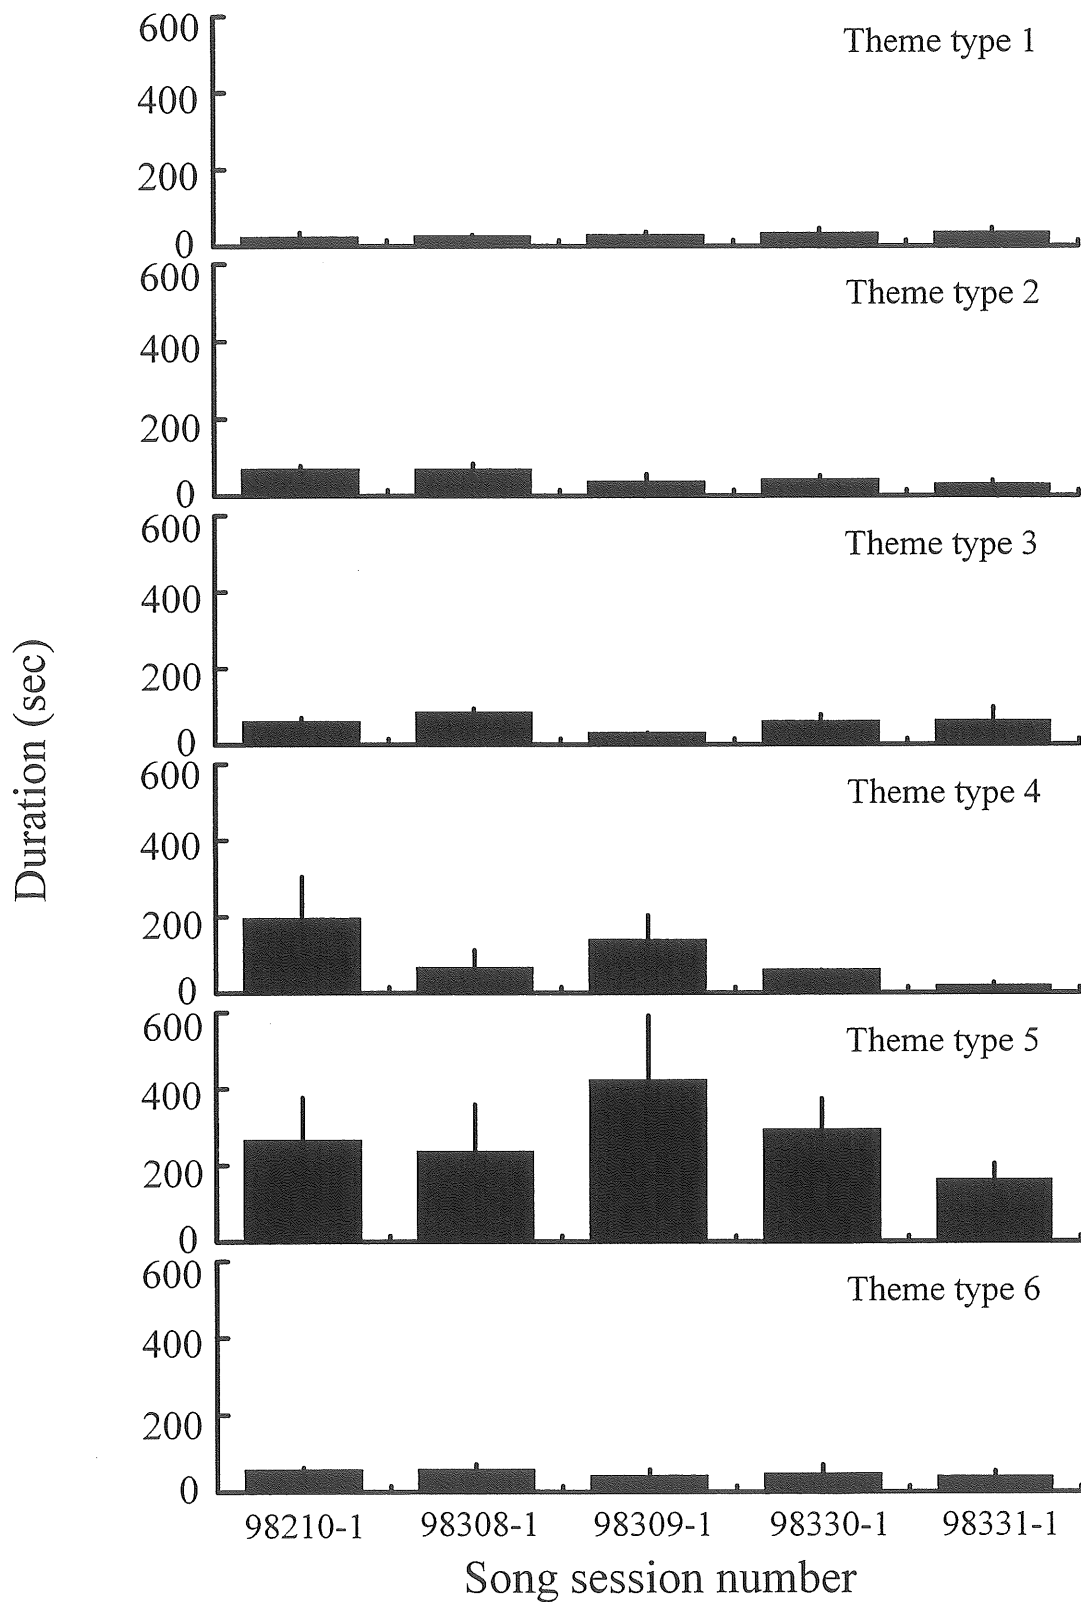 600
Theme type 1
400
200
0
600
Theme type 2
400
200
0
600
Theme type 3
400
200
0
600
Theme type 4
400
200
0
600
Theme type 5
400
200
0
600
Theme type 6
400
200
0
Duration (sec)
98210-1 98308-1 98309-1 98330-1 98331-1
Song session number